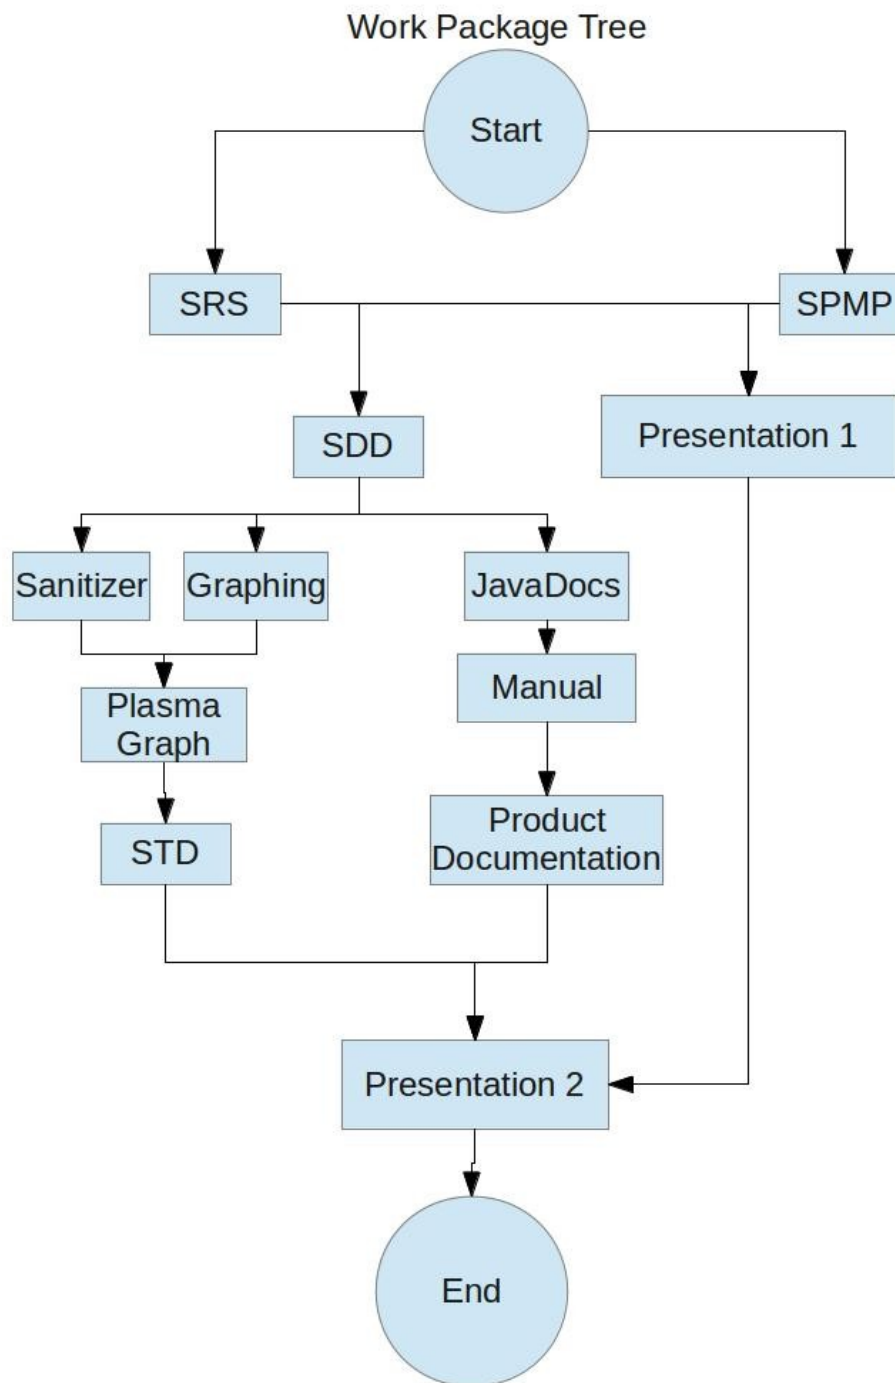 Work Package Tree
Start
SRS
SPMP
SDD
Presentation 1
Sanitizer
Graphing
JavaDocs
Manual
Plasma
Graph
Product
Documentation
STD
Presentation 2
End